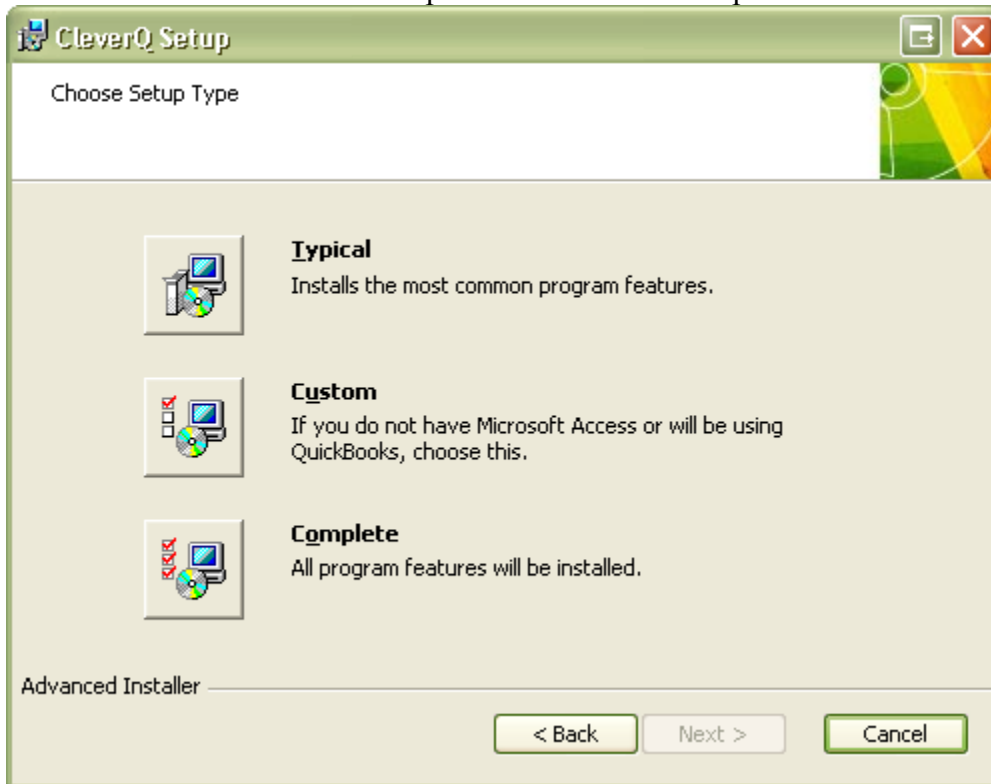 CleverQ Setup
Choose Setup Type
Typical
Installs the most common program features.
Custom
If you do not have Microsoft Access or will be using
QuickBooks, choose this.
Complete
All program features will be installed.
Advanced Installer
< Back Next > Cancel